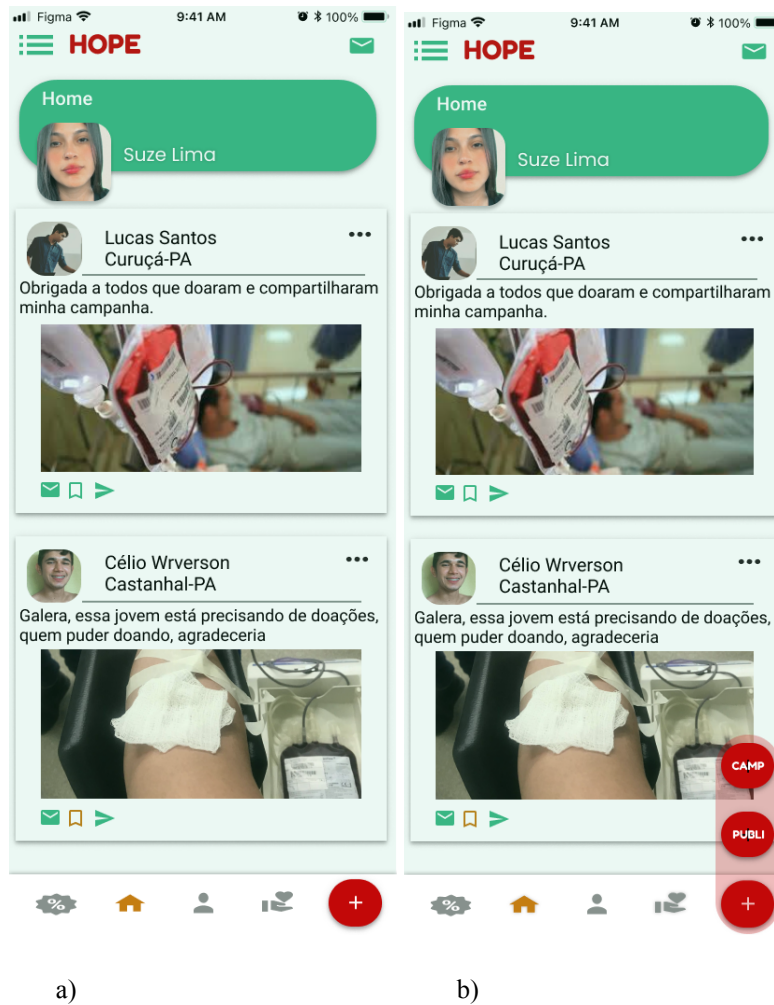 Figma 9:41 AM 100%
HOPE
Home
Suze Lima
Lucas Santos
Curuçá-PA
Obrigada a todos que doaram e compartilharam
minha campanha.
Célio Wrverson
Castanhal-PA
Galera, essa jovem está precisando de doações,
quem puder doando, agradeceria
%
+
a)
Figma 9:41 AM 100%
HOPE
Home
Suze Lima
Lucas Santos
Curuçá-PA
Obrigada a todos que doaram e compartilharam
minha campanha.
Célio Wrverson
Castanhal-PA
Galera, essa jovem está precisando de doações,
quem puder doando, agradeceria
CAMP
PUBLI
%
+
b)